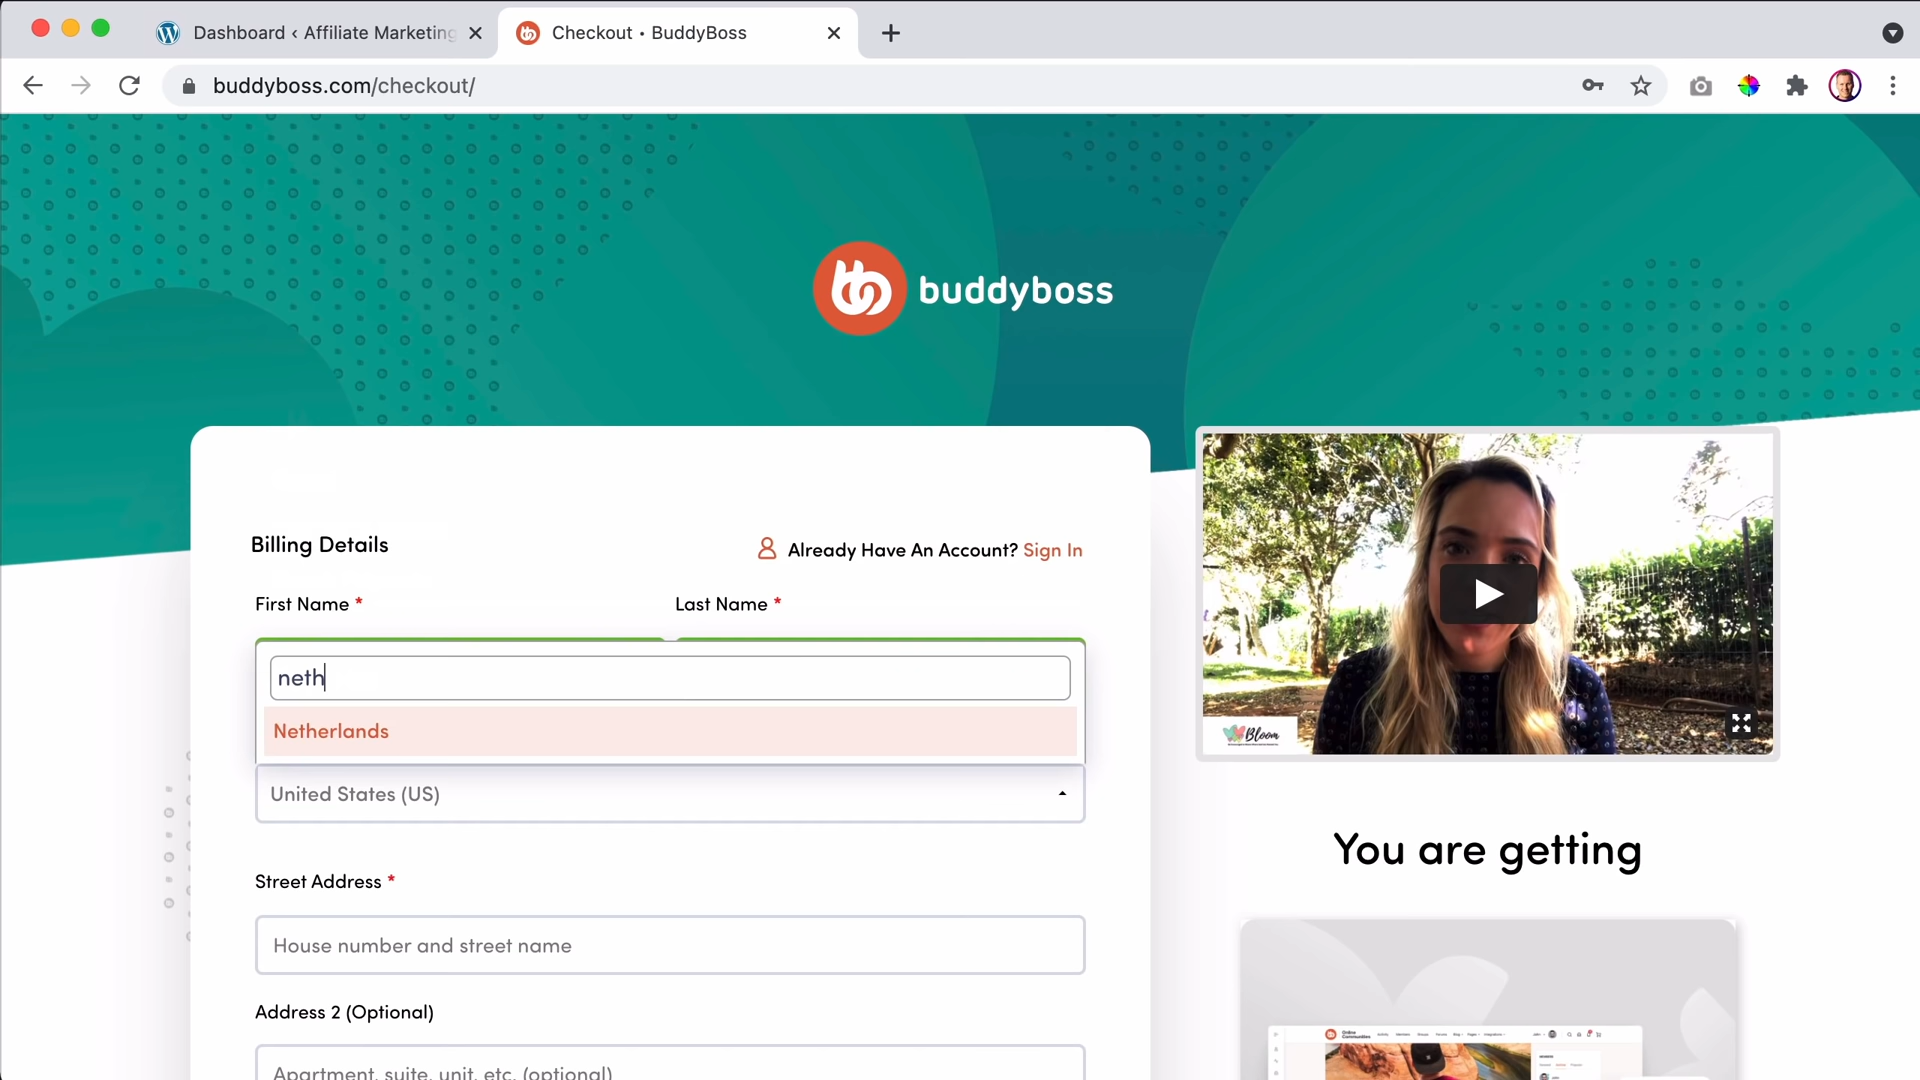 Dashboard ‹ Affiliate Marketing
Checkout • BuddyBoss
buddyboss.com/checkout/
buddyboss
Billing Details
Already Have An Account? Sign In
First Name *
Last Name *
neth
Netherlands
United States (US)
Street Address *
House number and street name
Address 2 (Optional)
Apartment, suite, unit, etc. (optional)
Bloom
You are getting
Online
Communities